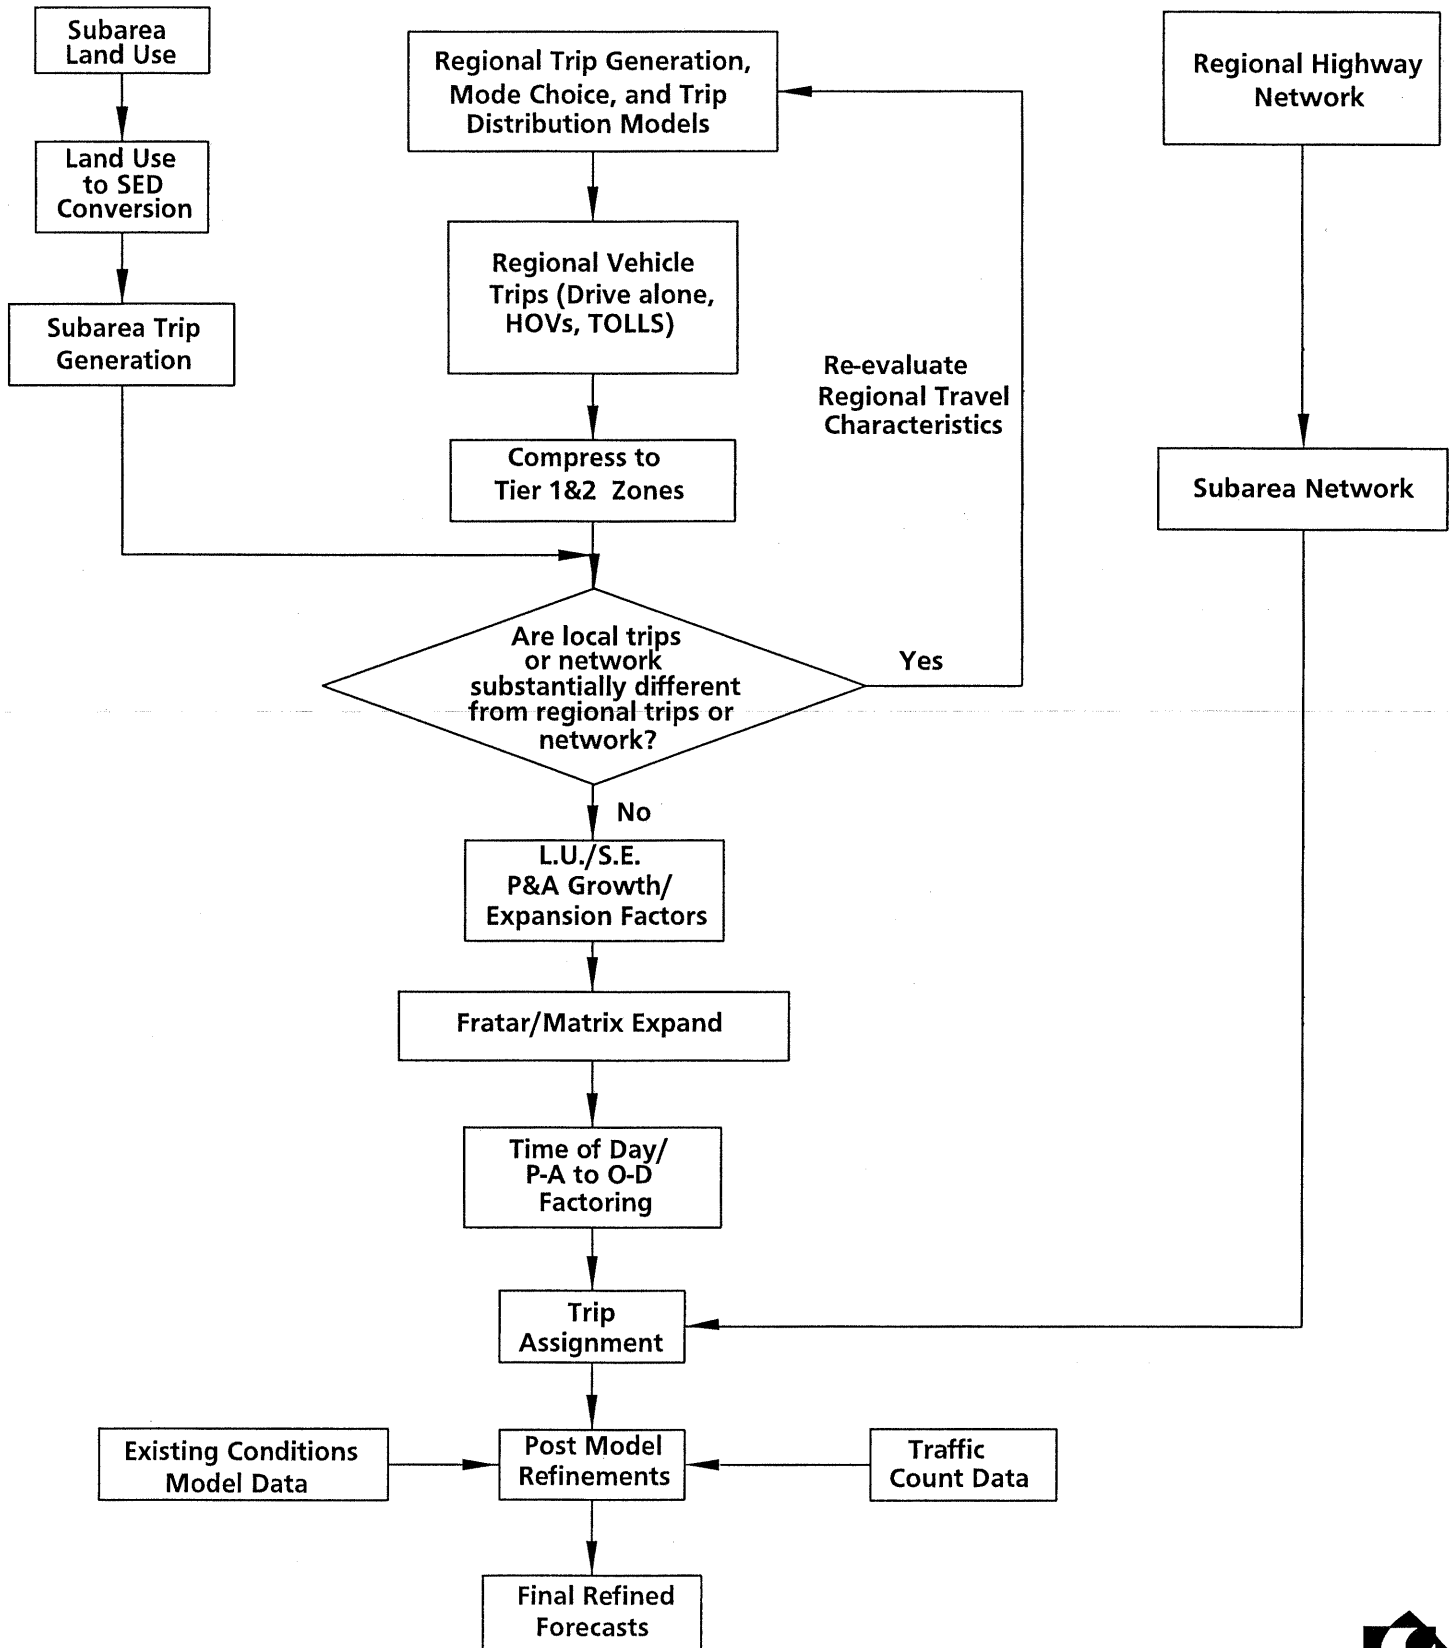 Subarea
Land Use
Land Use
to SED
Conversion
Subarea Trip
Generation
Regional Trip Generation,
Mode Choice, and Trip
Distribution Models
Regional Vehicle
Trips (Drive alone,
HOVs, TOLLS)
Compress to
Tier 1&2 Zones
Re-evaluate
Regional Travel
Characteristics
Regional Highway
Network
Subarea Network
Are local trips
or network
substantially different
from regional trips or
network?
Yes
No
L.U./S.E.
P&A Growth/
Expansion Factors
Fratar/Matrix Expand
Time of Day/
P-A to O-D
Factoring
Trip
Assignment
Existing Conditions
Model Data
Post Model
Refinements
Traffic
Count Data
Final Refined
Forecasts